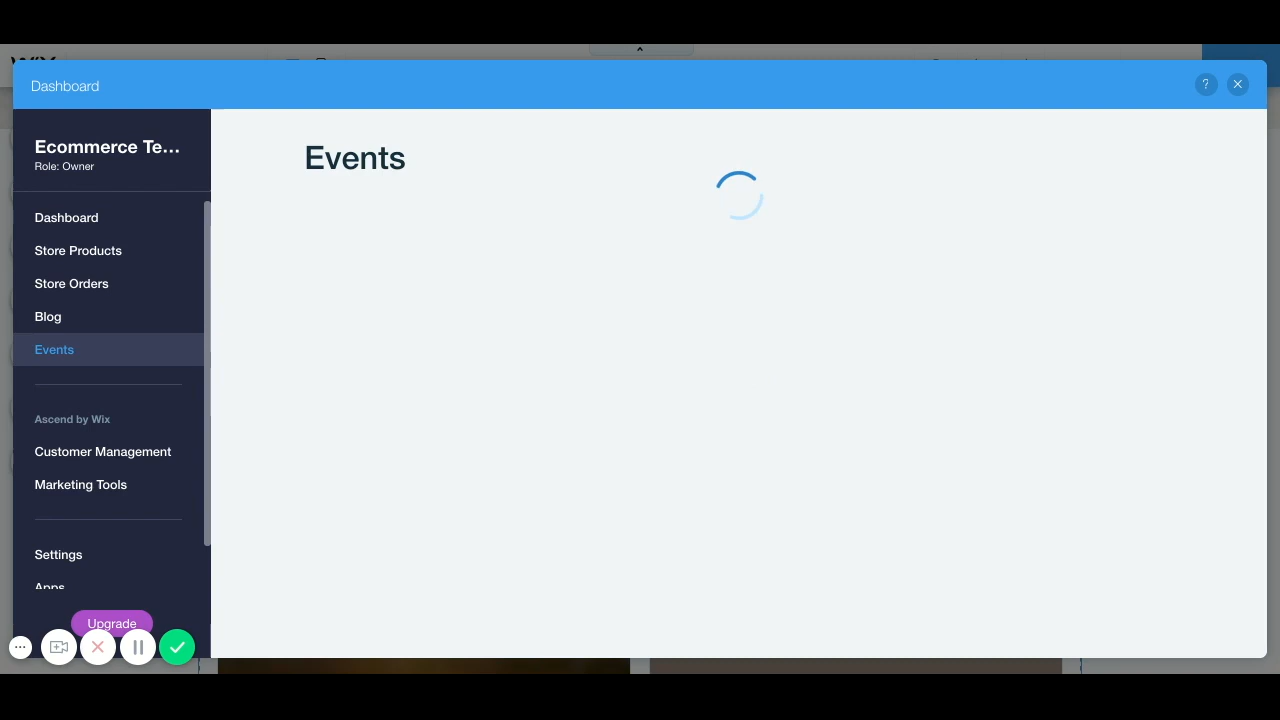 Dashboard
?
Ecommerce Te...
Role: Owner
Dashboard
Store Products
Store Orders
Blog
Events
Ascend by Wix
Customer Management
Marketing Tools
Settings
Apps
Upgrade
Events